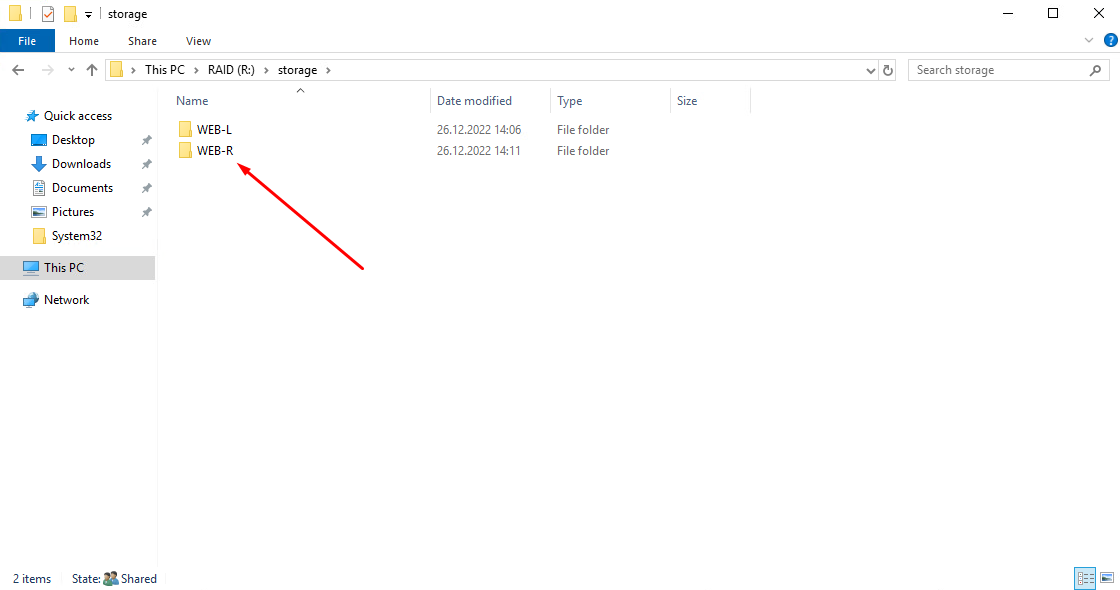 storage
File Home Share View
This PC RAID (R:) storage
Search storage
Name Date modified Type Size
Quick access
Desktop
Downloads
Documents
Pictures
System32
This PC
Network
WEB-L 26.12.2022 14:06 File folder
WEB-R 26.12.2022 14:11 File folder
2 items State: Shared